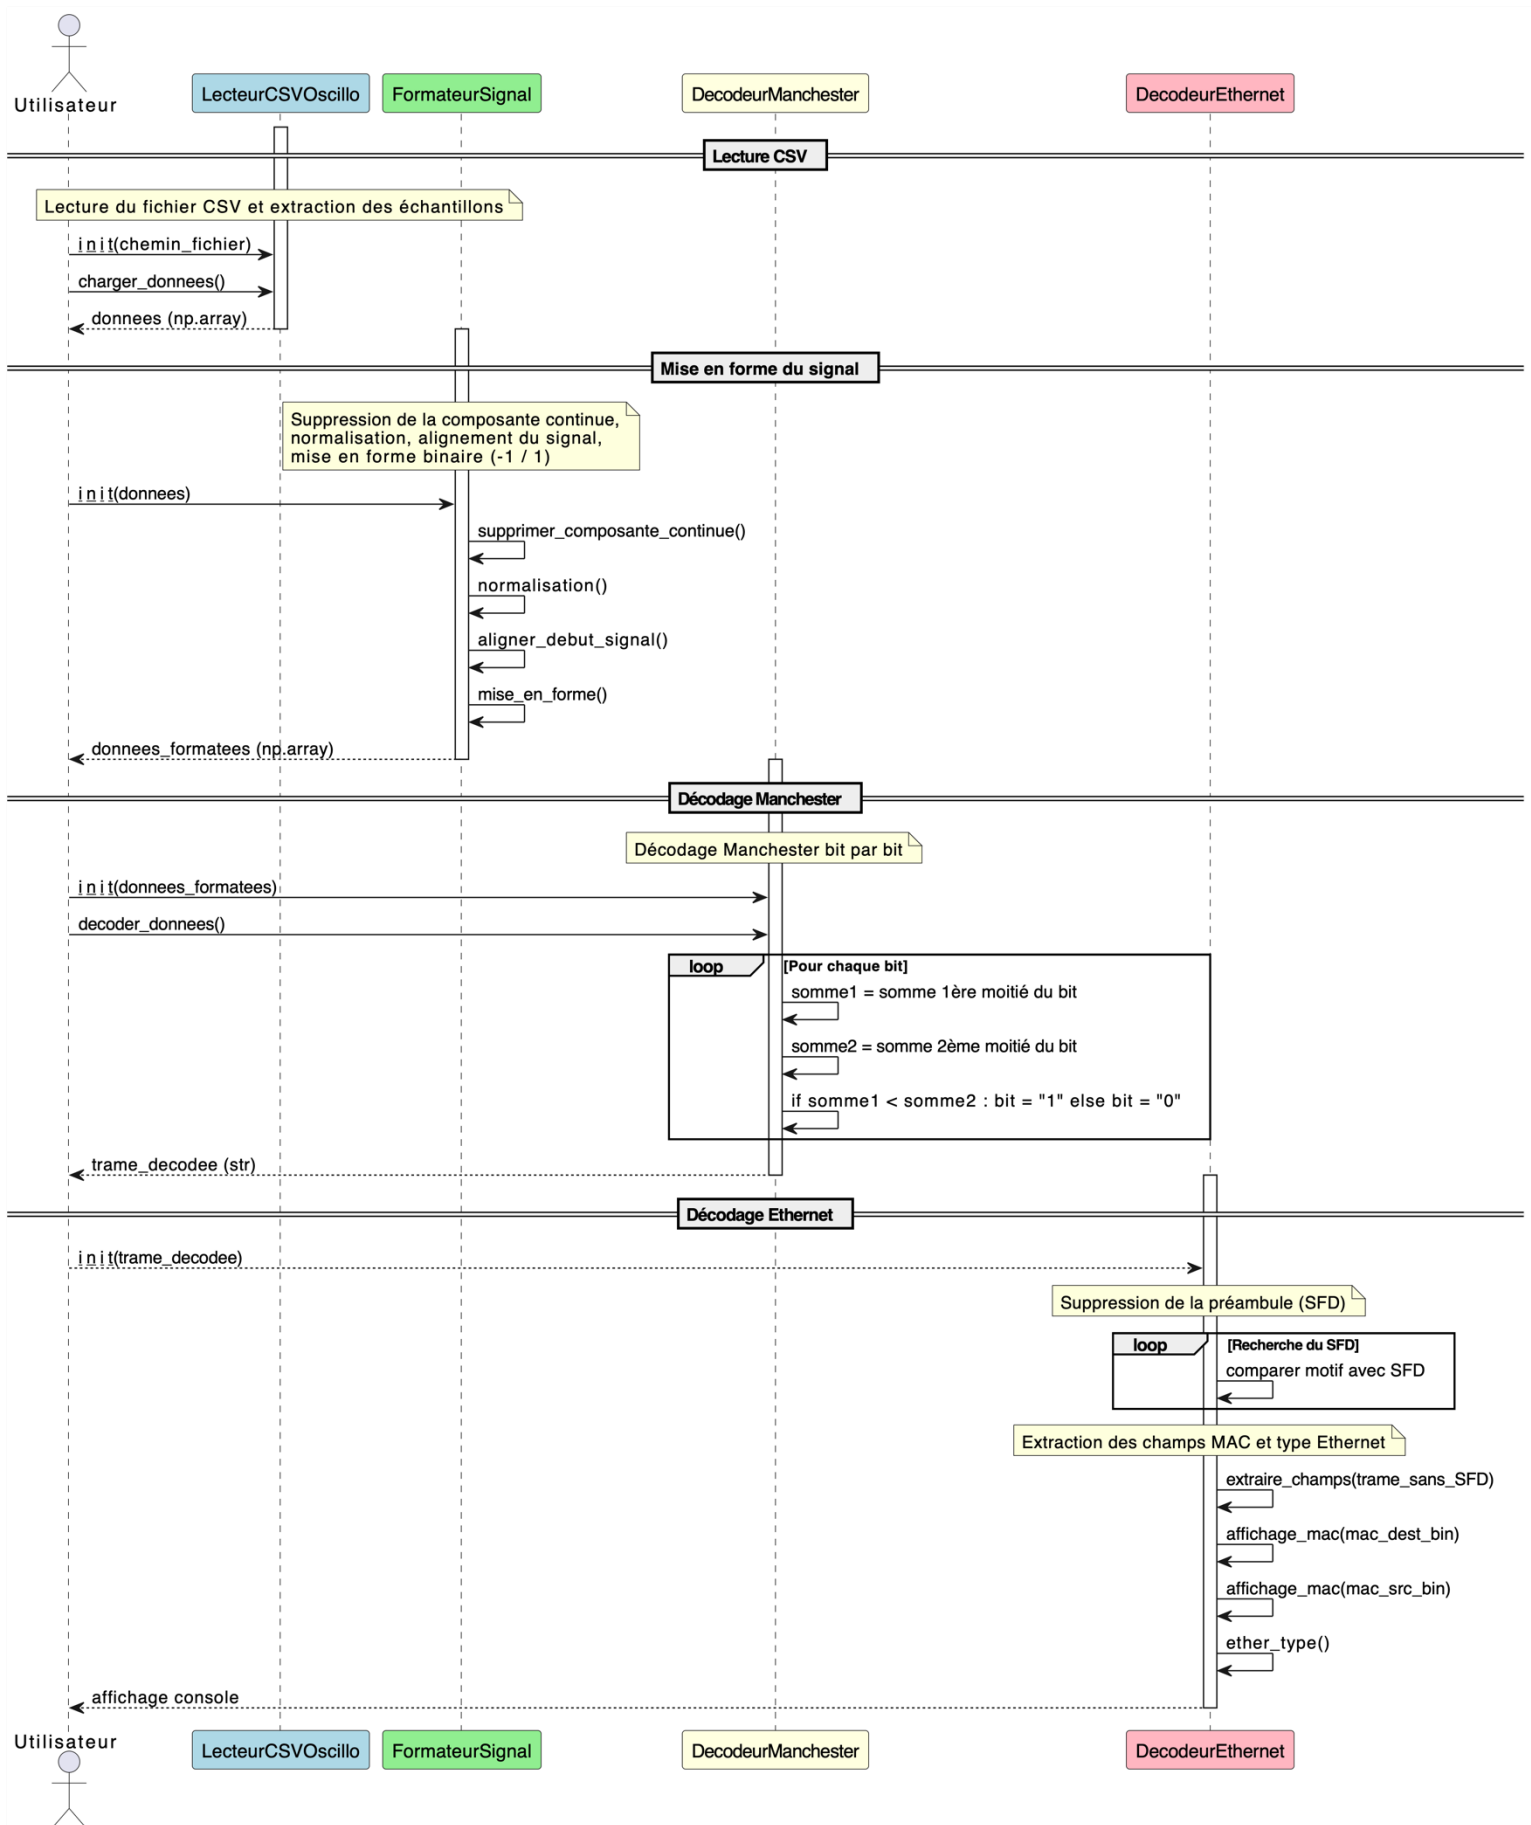 Utilisateur
LecteurCSVOscillo
FormateurSignal
DecodeurManchester
DecodeurEthernet
Lecture CSV
Lecture du fichier CSV et extraction des échantillons
init(chemin_fichier)
charger_donnees()
donnees (np.array)
Mise en forme du signal
Suppression de la composante continue,
normalisation, alignement du signal,
mise en forme binaire (-1 / 1)
init(donnees)
supprimer_composante_continue()
normalisation()
aligner_debut_signal()
mise_en_forme()
donnees_formatees (np.array)
Décodage Manchester
Décodage Manchester bit par bit
init(donnees_formatees)
decoder_donnees()
loop
[Pour chaque bit]
somme1 = somme 1ère moitié du bit
somme2 = somme 2ème moitié du bit
if somme1 < somme2 : bit = "1" else bit = "0"
trame_decodee (str)
Décodage Ethernet
init(trame_decodee)
Suppression de la préambule (SFD)
loop
[Recherche du SFD]
comparer motif avec SFD
Extraction des champs MAC et type Ethernet
extraire_champs(trame_sans_SFD)
affichage_mac(mac_dest_bin)
affichage_mac(mac_src_bin)
ether_type()
affichage console
Utilisateur
LecteurCSVOscillo
FormateurSignal
DecodeurManchester
DecodeurEthernet